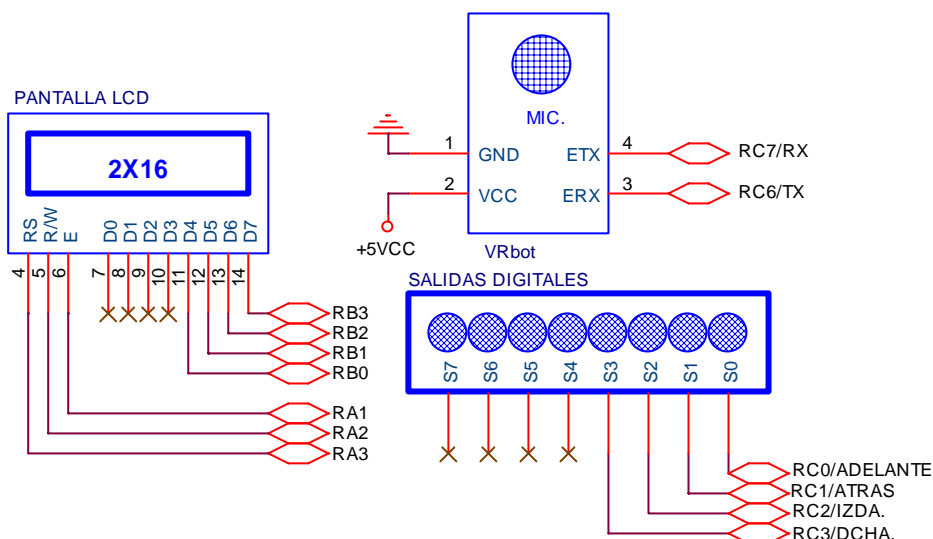 PANTALLA LCD
2X16
RS
R/W
E
D0
D1
D2
D3
D4
D5
D6
D7
4
5
6
7
8
9
10
11
12
13
14
RB3
RB2
RB1
RB0
RA1
RA2
RA3
MIC.
1
GND
ETX
4
RC7/RX
2
VCC
ERX
3
RC6/TX
+5VCC
VRbot
SALIDAS DIGITALES
S7
S6
S5
S4
S3
S2
S1
S0
RC0/ADELANTE
RC1/ATRAS
RC2/IZDA.
RC3/DCHA.